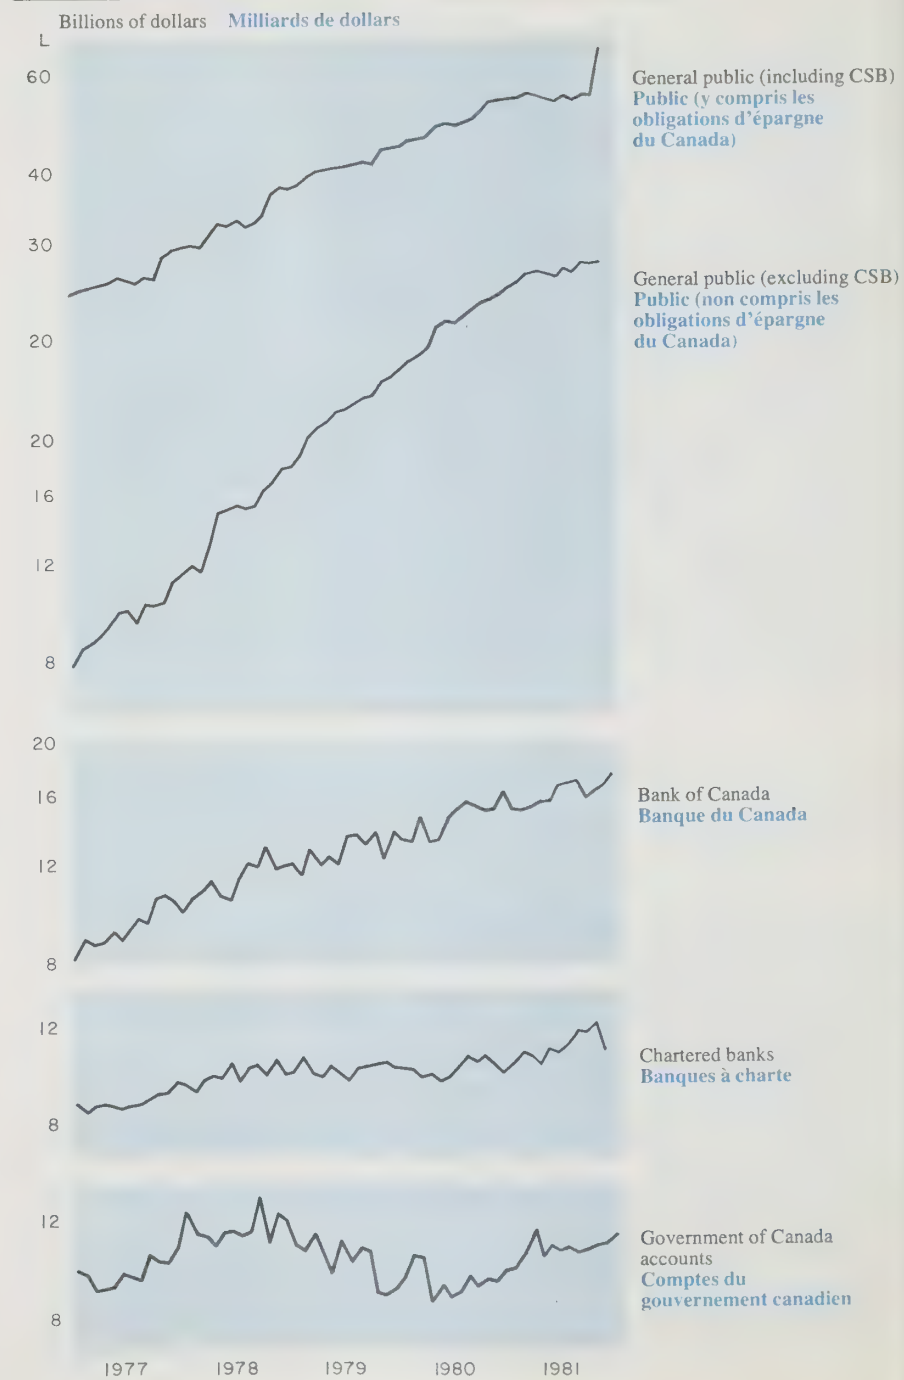 Billions of dollars Milliards de dollars
L
60
General public (including CSB)
Public (y compris les
obligations d'épargne
du Canada)
40
30
General public (excluding CSB)
Public (non compris les
obligations d'épargne
du Canada)
20
20
16
12
8
20
16
Bank of Canada
Banque du Canada
12
8
12
Chartered banks
Banques à charte
8
12
Government of Canada
accounts
Comptes du
gouvernement canadien
8
1977 1978 1979 1980 1981